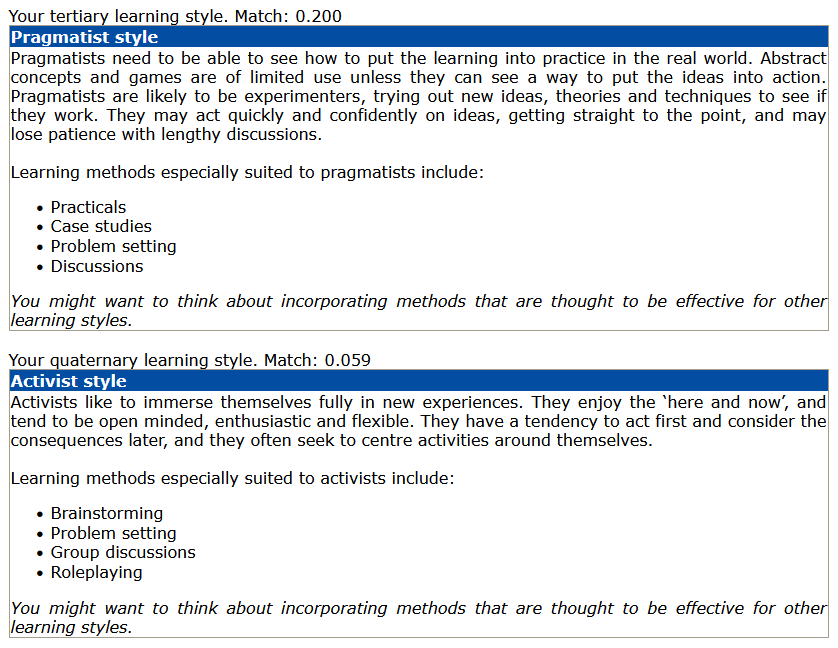 Your tertiary learning style. Match: 0.200
Pragmatist style
Pragmatists need to be able to see how to put the learning into practice in the real world. Abstract
concepts and games are of limited use unless they can see a way to put the ideas into action.
Pragmatists are likely to be experimenters, trying out new ideas, theories and techniques to see if
they work. They may act quickly and confidently on ideas, getting straight to the point, and may
lose patience with lengthy discussions.
Learning methods especially suited to pragmatists include:
• Practicals
• Case studies
• Problem setting
• Discussions
You might want to think about incorporating methods that are thought to be effective for other
learning styles.
Your quaternary learning style. Match: 0.059
Activist style
Activists like to immerse themselves fully in new experiences. They enjoy the ‘here and now’, and
tend to be open minded, enthusiastic and flexible. They have a tendency to act first and consider the
consequences later, and they often seek to centre activities around themselves.
Learning methods especially suited to activists include:
• Brainstorming
• Problem setting
• Group discussions
• Roleplaying
You might want to think about incorporating methods that are thought to be effective for other
learning styles.